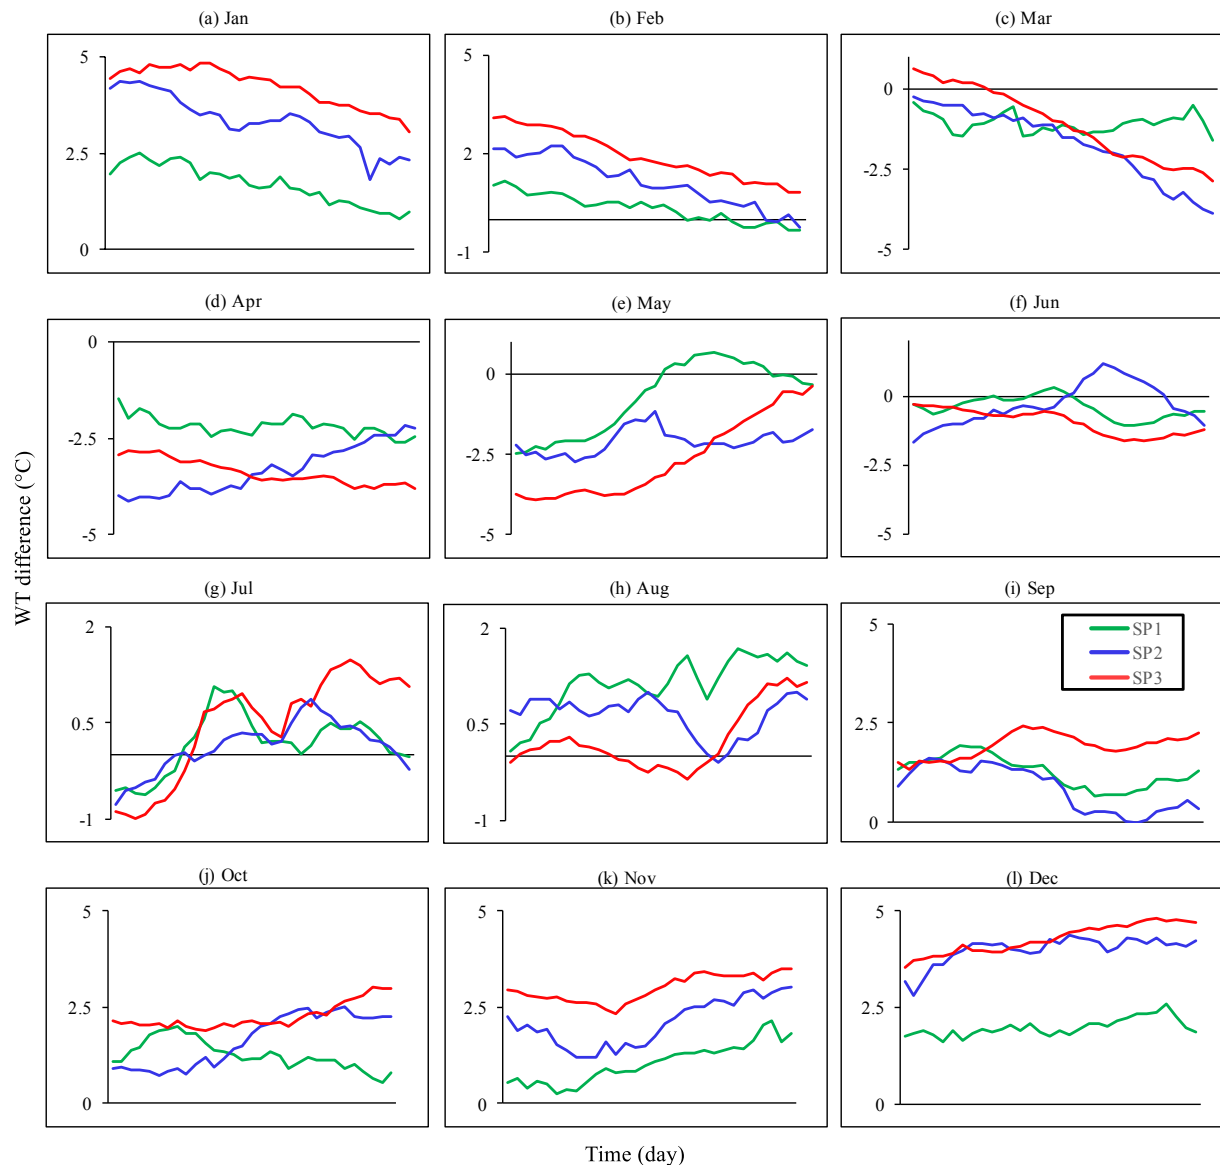 (a) Jan
(b) Feb
(c) Mar
5
2.5
0
5
2
-1
0
-2.5
-5
(d) Apr
(e) May
(f) Jun
0
-2.5
-5
0
-2.5
-5
0
-2.5
-5
WT difference (°C)
(g) Jul
(h) Aug
(i) Sep
2
0.5
-1
2
0.5
-1
5
2.5
0
SP1
SP2
SP3
(j) Oct
(k) Nov
(l) Dec
5
2.5
0
5
2.5
0
5
2.5
0
Time (day)